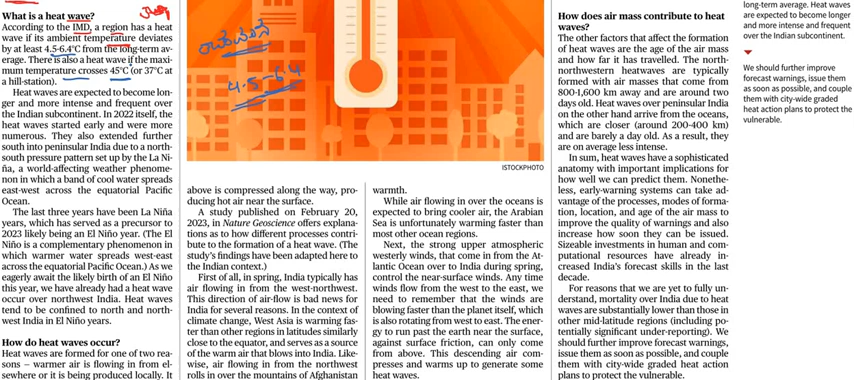 What is a heat wave?
According to the IMD, a region has a heat
wave if its ambient temperature deviates
by at least 4.5-6.4°C from the long-term av-
erage. There is also a heat wave if the maxi-
mum temperature crosses 45°C (or 37°C at
a hill-station).
Heat waves are expected to become lon-
ger and more intense and frequent over
the Indian subcontinent. In 2022 itself, the
heat waves started early and were more
numerous. They also extended further
south into peninsular India due to a north-
south pressure pattern set up by the La Ni-
ña, a world-affecting weather phenome-
non in which a band of cool water spreads
east-west across the equatorial Pacific
Ocean.
The last three years have been La Niña
years, which has served as a precursor to
2023 likely being an El Niño year. (The El
Niño is a complementary phenomenon in
which warmer water spreads west-east
across the equatorial Pacific Ocean.) As we
eagerly await the likely birth of an El Niño
this year, we have already had a heat wave
occur over northwest India. Heat waves
tend to be confined to north and north-
west India in El Niño years.
How do heat waves occur?
Heat waves are formed for one of two rea-
sons – warmer air is flowing in from el-
sewhere or it is being produced locally. It
4.5-6.4
ISTOCKPHOTO
above is compressed along the way, pro-
ducing hot air near the surface.
A study published on February 20,
2023, in Nature Geoscience offers explana-
tions as to how different processes contri-
bute to the formation of a heat wave. (The
study's findings have been adapted here to
the Indian context.)
First of all, in spring, India typically has
air flowing in from the west-northwest.
This direction of air-flow is bad news for
India for several reasons. In the context of
climate change, West Asia is warming fas-
ter than other regions in latitudes similarly
close to the equator, and serves as a source
of the warm air that blows into India. Like-
wise, air flowing in from the northwest
rolls in over the mountains of Afghanistan
warmth.
While air flowing in over the oceans is
expected to bring cooler air, the Arabian
Sea is unfortunately warming faster than
most other ocean regions.
Next, the strong upper atmospheric
westerly winds, that come in from the At-
lantic Ocean over to India during spring,
control the near-surface winds. Any time
winds flow from the west to the east, we
need to remember that the winds are
blowing faster than the planet itself, which
is also rotating from west to east. The ener-
gy to run past the earth near the surface,
against surface friction, can only come
from above. This descending air com-
presses and warms up to generate some
heat waves.
How does air mass contribute to heat
waves?
The other factors that affect the formation
of heat waves are the age of the air mass
and how far it has travelled. The north-
northwestern heatwaves are typically
formed with air masses that come from
800-1,600 km away and are around two
days old. Heat waves over peninsular India
on the other hand arrive from the oceans,
which are closer (around 200-400 km)
and are barely a day old. As a result, they
are on average less intense.
In sum, heat waves have a sophisticated
anatomy with important implications for
how well we can predict them. Nonethe-
less, early-warning systems can take ad-
vantage of the processes, modes of forma-
tion, location, and age of the air mass to
improve the quality of warnings and also
increase how soon they can be issued.
Sizeable investments in human and com-
putational resources have already in-
creased India's forecast skills in the last
decade.
For reasons that we are yet to fully un-
derstand, mortality over India due to heat
waves are substantially lower than those in
other mid-latitude regions (including po-
tentially significant under-reporting). We
should further improve forecast warnings,
issue them as soon as possible, and couple
them with city-wide graded heat action
plans to protect the vulnerable.
long-term average. Heat waves
are expected to become longer
and more intense and frequent
over the Indian subcontinent.
We should further improve
forecast warnings, issue them
as soon as possible, and couple
them with city-wide graded
heat action plans to protect the
vulnerable.